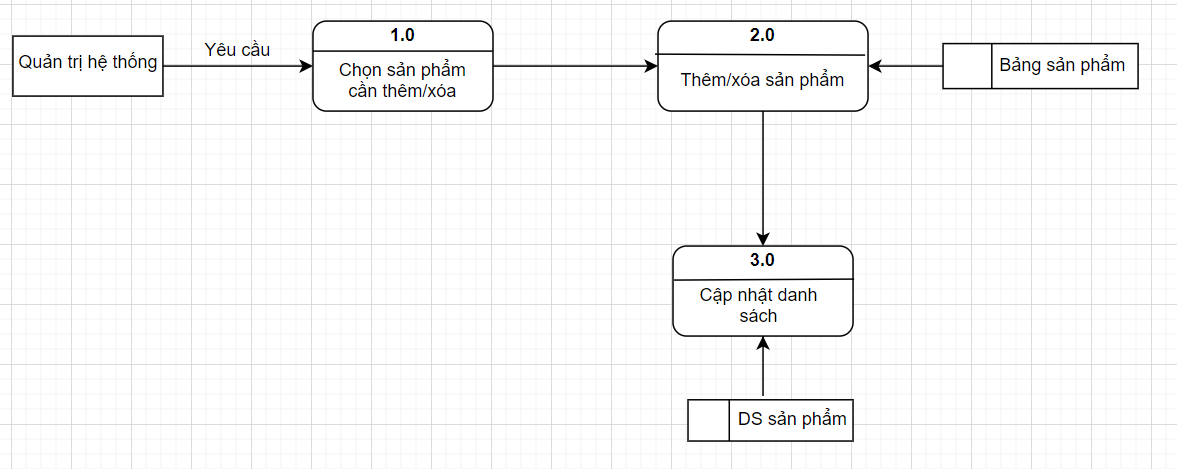 Quản trị hệ thống
Yêu cầu
1.0
Chọn sản phẩm
cần thêm/xóa
2.0
Thêm/xóa sản phẩm
Bảng sản phẩm
3.0
Cập nhật danh
sách
DS sản phẩm